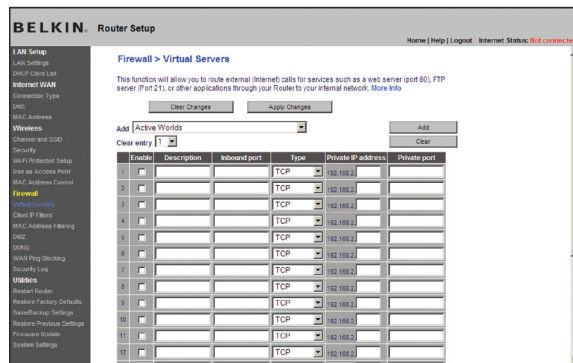 BELKIN. Router Setup
Home | Help | Logout Internet Status: Not connected
LAN Setup
LAN Settings
DHCP Client List
Internet WAN
Connection Type
DNS
MAC Address
Wireless
Channel and SSID
Security
Wi-Fi Protected Setup
Use as Access Point
MAC Address Control
Firewall
Virtual Servers
Client IP Filters
MAC Address Filtering
DMZ
DDNS
WAN Ping Blocking
Security Log
Utilities
Restart Router
Restore Factory Defaults
Save/Backup Settings
Restore Previous Settings
Firmware Update
System Settings
Firewall > Virtual Servers
This function will allow you to route external (Internet) calls for services such as a web server (port 80), FTP
server (Port 21), or other applications through your Router to your internal network. More Info
Clear Changes Apply Changes
Add Active Worlds Add
Clear entry 1 Clear
Enable Description Inbound port Type Private IP address Private port
1 TCP 192.168.2.
2 TCP 192.168.2.
3 TCP 192.168.2.
4 TCP 192.168.2.
5 TCP 192.168.2.
6 TCP 192.168.2.
7 TCP 192.168.2.
8 TCP 192.168.2.
9 TCP 192.168.2.
10 TCP 192.168.2.
11 TCP 192.168.2.
12 TCP 192.168.2.